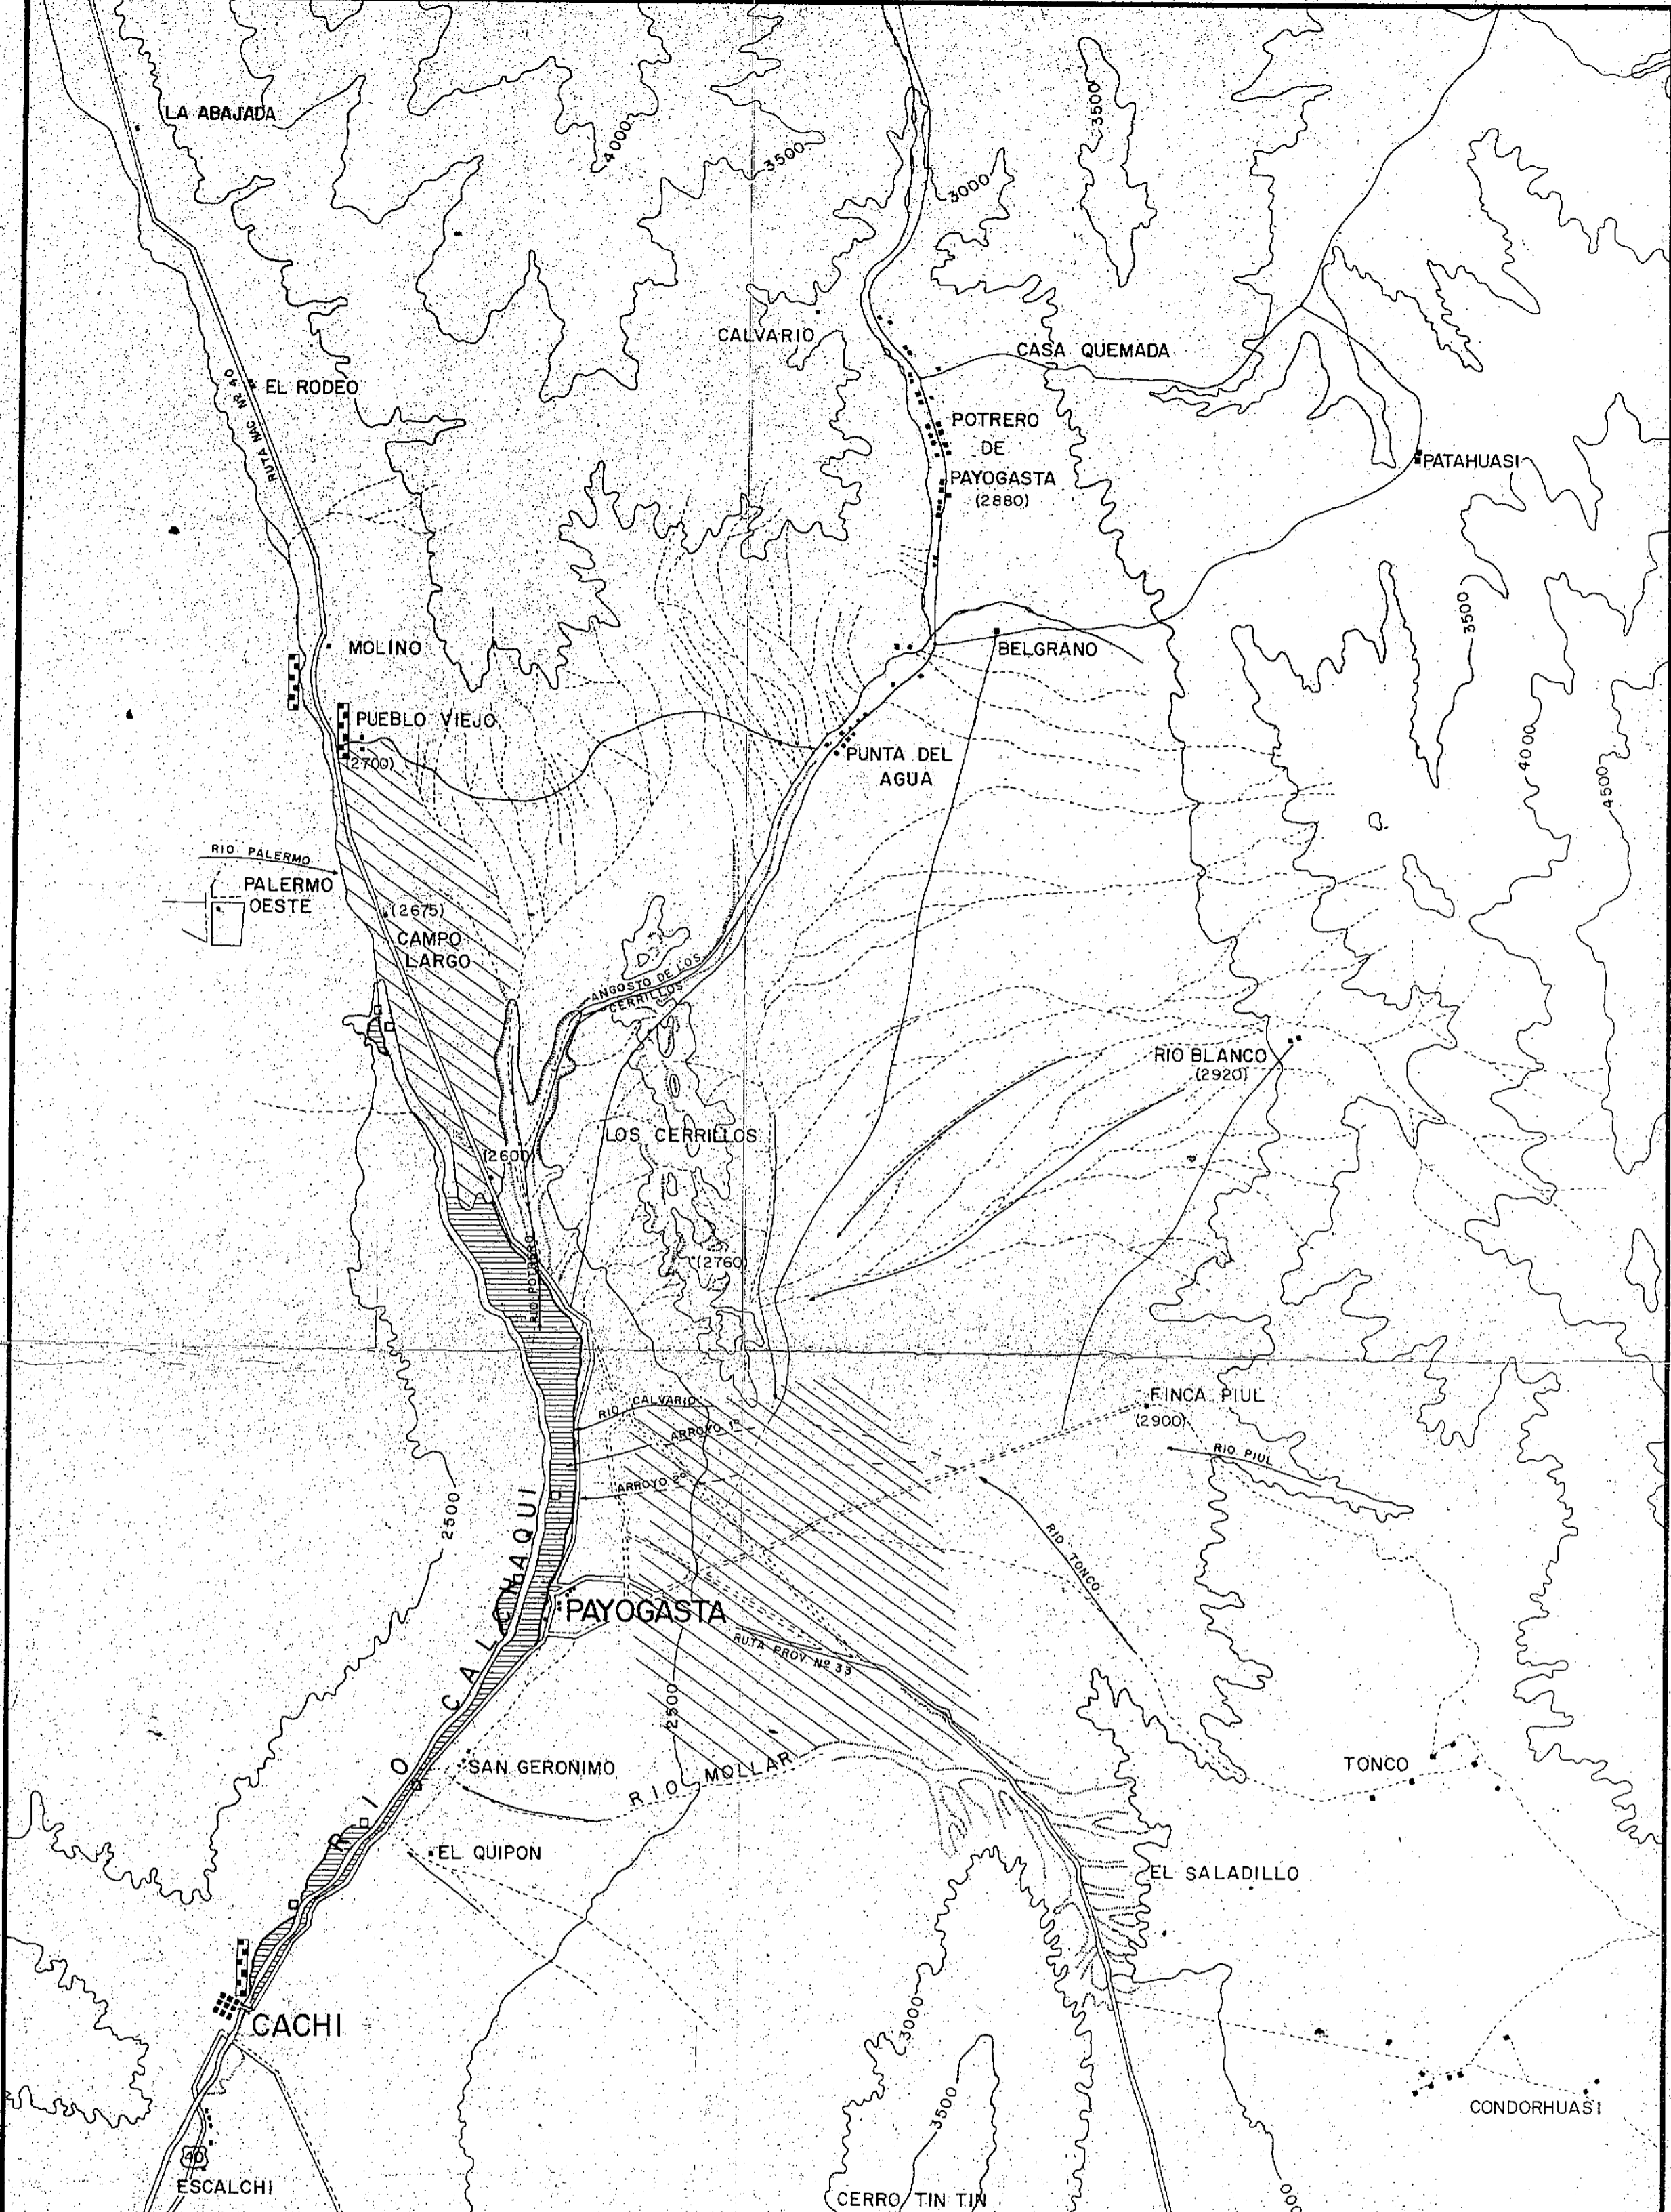 LA ABAJADA
4000
3500
3500
3000
CALVARIO
CASA QUEMADA
EL RODEO
RUTA NAC. Nº 40
POTRERO
DE
PAYOGASTA
(2880)
PATAHUASI
3500
MOLINO
BELGRANO
PUEBLO VIEJO
(2700)
PUNTA DEL
AGUA
4000
4500
RIO PALERMO
PALERMO
OESTE
(2675)
CAMPO
LARGO
ANGOSTO DE LOS
CERRILLOS
RIO BLANCO
(2920)
LOS CERRILLOS
(2600)
RIO POTRERO
(2760)
FINCA PIUL
(2900)
RIO CALVARIO
ARROYO 1º
RIO PIUL
ARROYO 2º
2500
RIO TONCO
RIO CALCHAQUI
PAYOGASTA
RUTA PROV. Nº 33
2500
SAN GERONIMO
RIO MOLLAR
TONCO
EL QUIPON
EL SALADILLO
CACHI
3000
3500
CONDORHUASI
40
ESCALCHI
CERRO TIN TIN
000